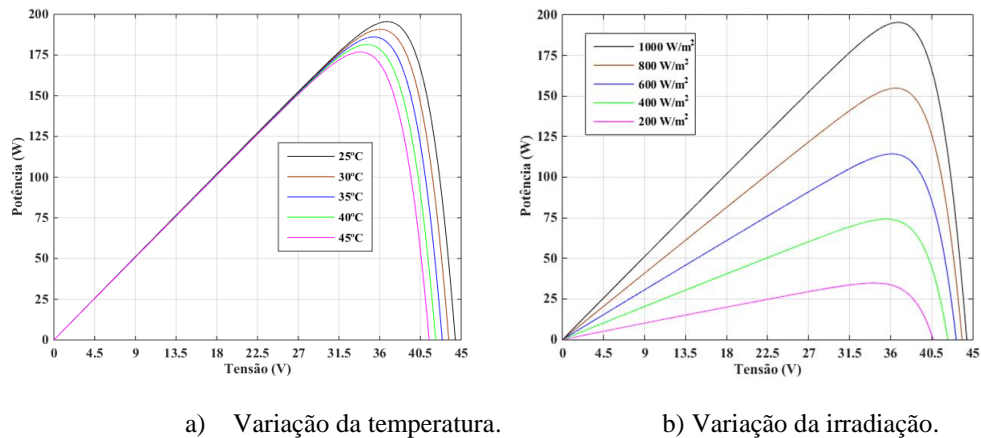 200
175
150
125
100
75
50
25
0
Potência (W)
25ºC
30ºC
35ºC
40ºC
45ºC
0 4.5 9 13.5 18 22.5 27 31.5 36 40.5 45
Tensão (V)
200
175
150
125
100
75
50
25
0
Potência (W)
1000 W/m²
800 W/m²
600 W/m²
400 W/m²
200 W/m²
0 4.5 9 13.5 18 22.5 27 31.5 36 40.5 45
Tensão (V)
a) Variação da temperatura.
b) Variação da irradiação.